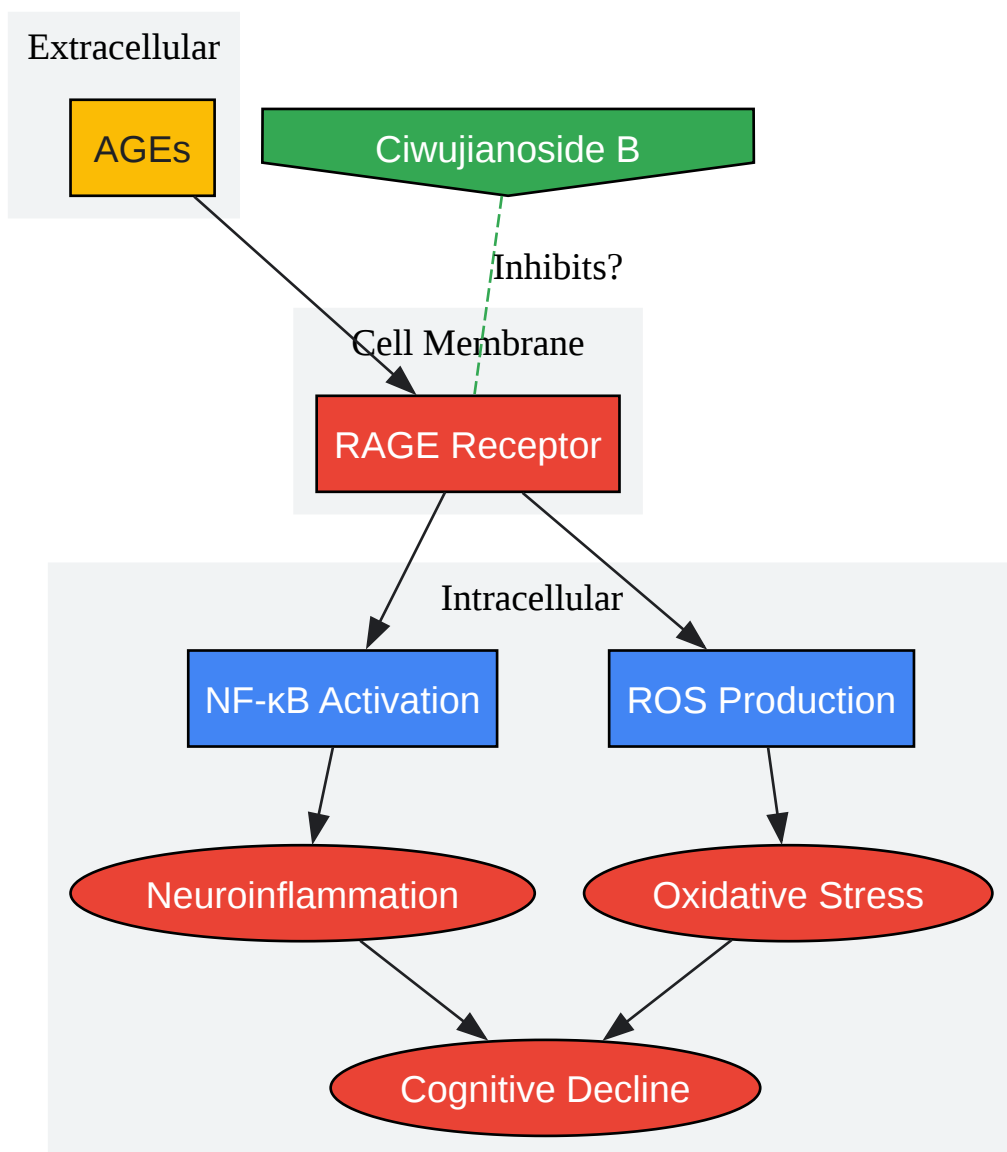 Extracellular
AGEs
Ciwujianoside B
Inhibits?
Cell Membrane
RAGE Receptor
Intracellular
NF-κB Activation
ROS Production
Neuroinflammation
Oxidative Stress
Cognitive Decline